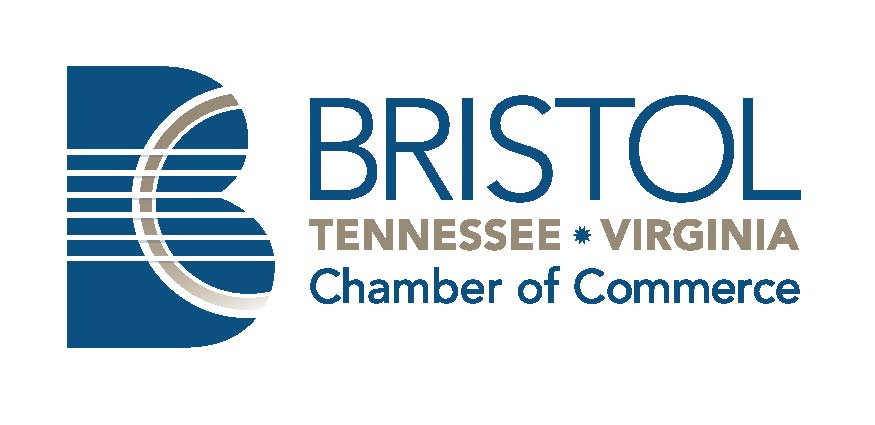 BRISTOL
TENNESSEE * VIRGINIA
Chamber of Commerce